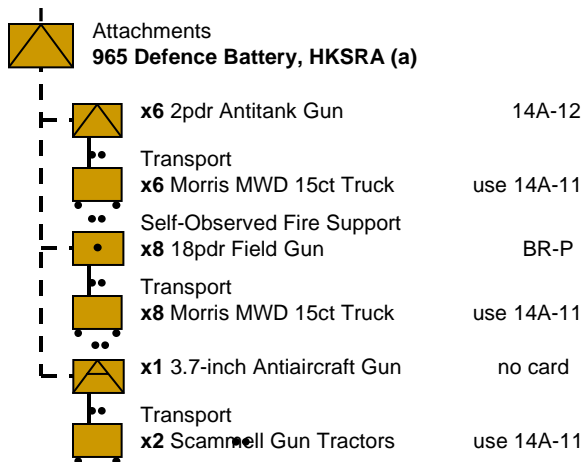 Attachments
965 Defence Battery, HKSRA (a)
x6 2pdr Antitank Gun 14A-12
Transport
x6 Morris MWD 15ct Truck use 14A-11
Self-Observed Fire Support
x8 18pdr Field Gun BR-P
Transport
x8 Morris MWD 15ct Truck use 14A-11
x1 3.7-inch Antiaircraft Gun no card
Transport
x2 Scammell Gun Tractors use 14A-11